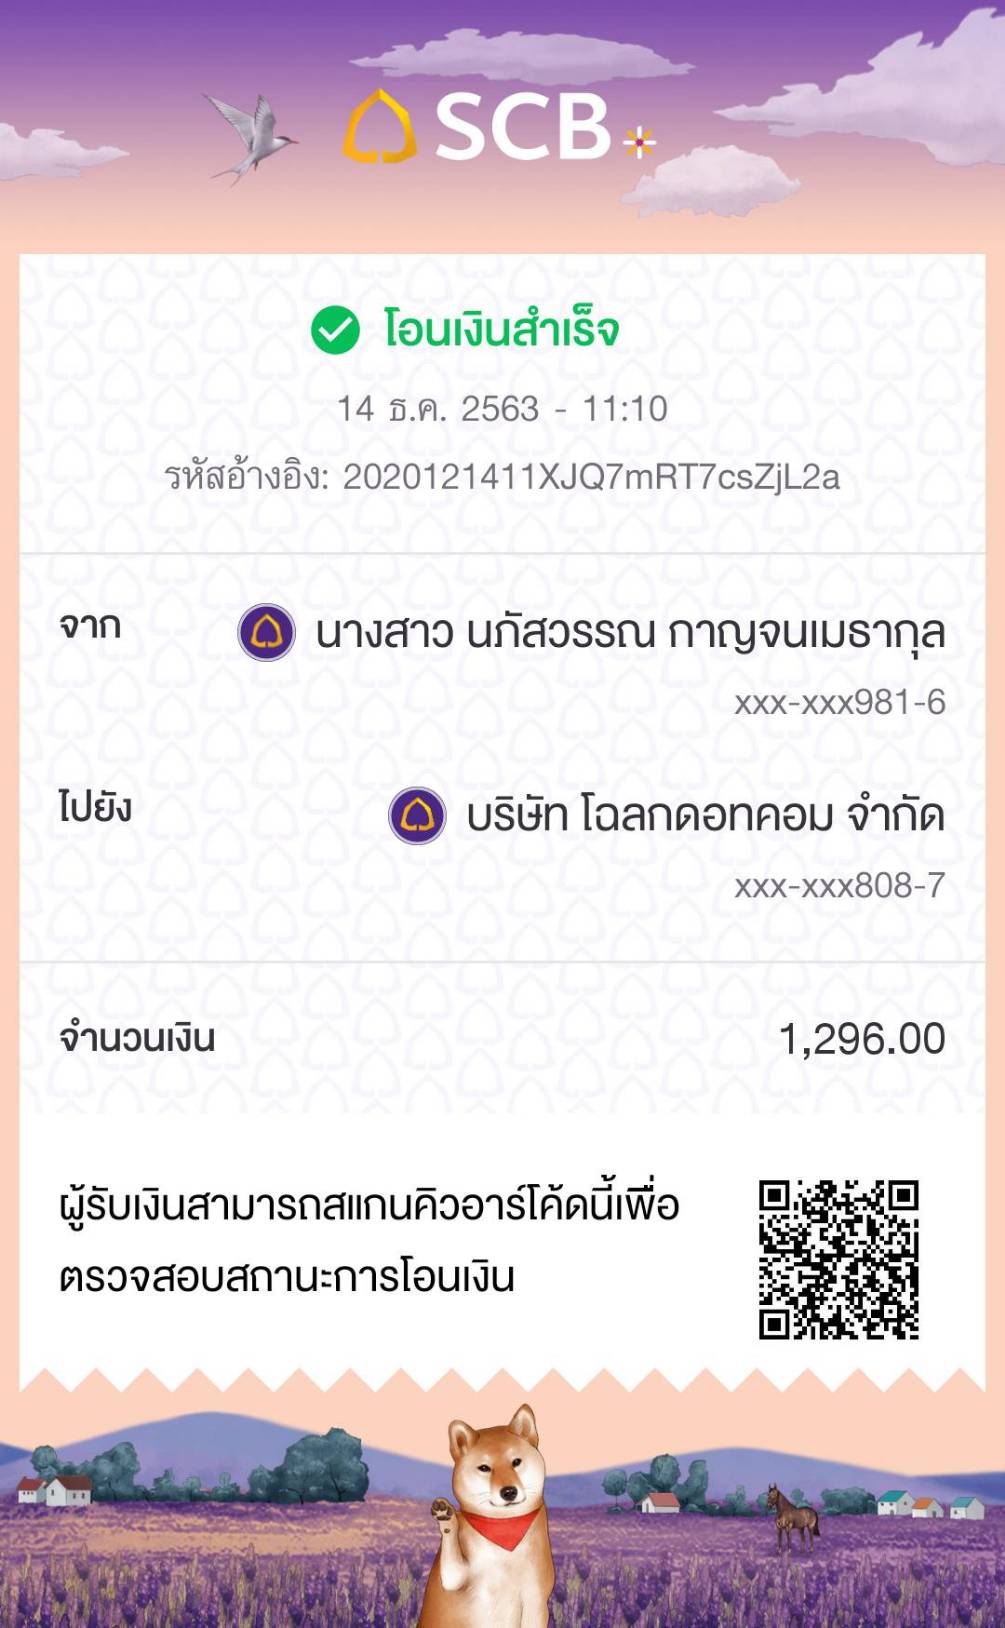 SCB
โอนเงินสำเร็จ
14 ธ.ค. 2563 - 11:10
รหัสอ้างอิง: 2020121411XJQ7mRT7csZjL2a
จาก นางสาว นภัสวรรณ กาญจนเมธากุล
xxx-xxx981-6
ไปยัง บริษัท โฉลกดอทคอม จำกัด
xxx-xxx808-7
จำนวนเงิน 1,296.00
ผู้รับเงินสามารถสแกนคิวอาร์โค้ดนี้เพื่อ
ตรวจสอบสถานะการโอนเงิน